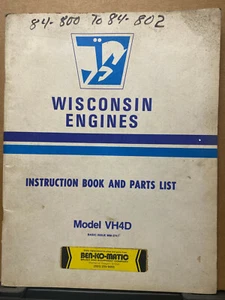 84-800 TO 84-802
WISCONSIN
ENGINES
INSTRUCTION BOOK AND PARTS LIST
Model VH4D
BEN-KO-MATIC